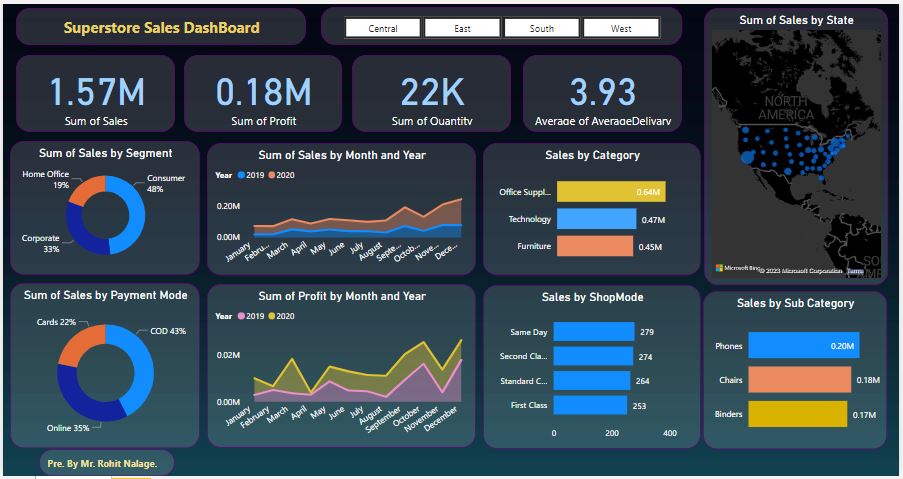 Superstore Sales DashBoard
Central
East
South
West
Sum of Sales by State
1.57M
Sum of Sales
0.18M
Sum of Profit
22K
Sum of Quantity
3.93
Average of AverageDelivary
NORTH
AMERICA
Microsoft Bing
© 2023 Microsoft Corporation Terms
Sum of Sales by Segment
Home Office
19%
Consumer
48%
Corporate
33%
Sum of Sales by Month and Year
Year 2019 2020
0.20M
0.00M
January
Febru...
March
April
May
June
July
August
Septe...
Octob...
Nove...
Dece...
Sales by Category
Office Suppl...
0.64M
Technology
0.47M
Furniture
0.45M
Sum of Sales by Payment Mode
Cards 22%
COD 43%
Online 35%
Sum of Profit by Month and Year
Year 2019 2020
0.02M
0.00M
January
February
March
April
May
June
July
August
September
October
November
December
Sales by ShopMode
Same Day
279
Second Cla...
274
Standard C...
264
First Class
253
0
200
400
Sales by Sub Category
Phones
0.20M
Chairs
0.18M
Binders
0.17M
Pre. By Mr. Rohit Nalage.